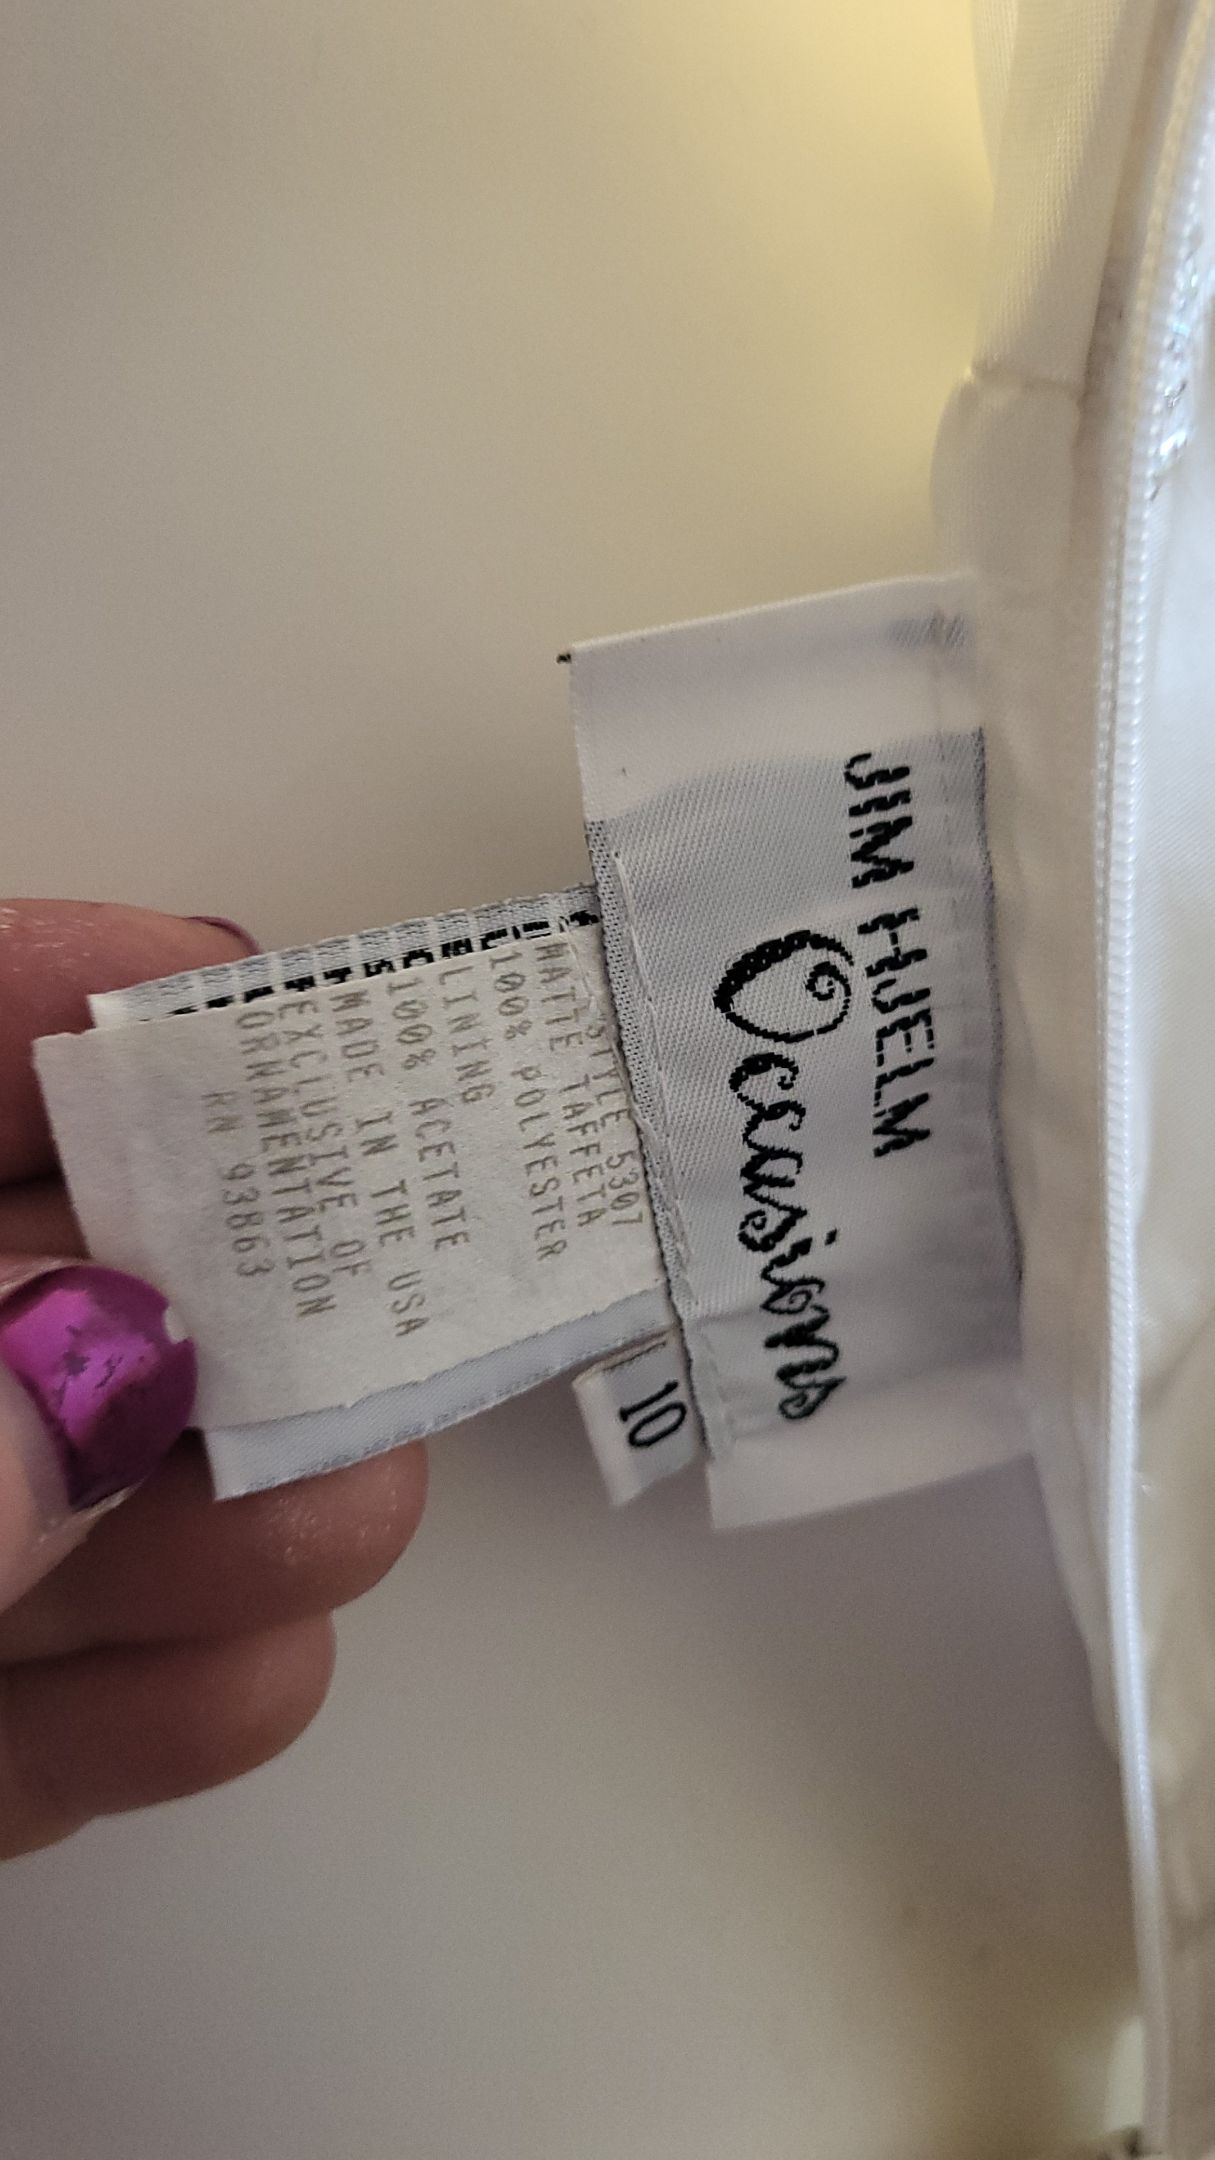 JIM HJELM
Occasions
10
STYLE 5307
MATTE TAFFETA
100% POLYESTER
LINING
100% ACETATE
MADE IN THE USA
EXCLUSIVE OF
ORNAMENTATION
RN 93863